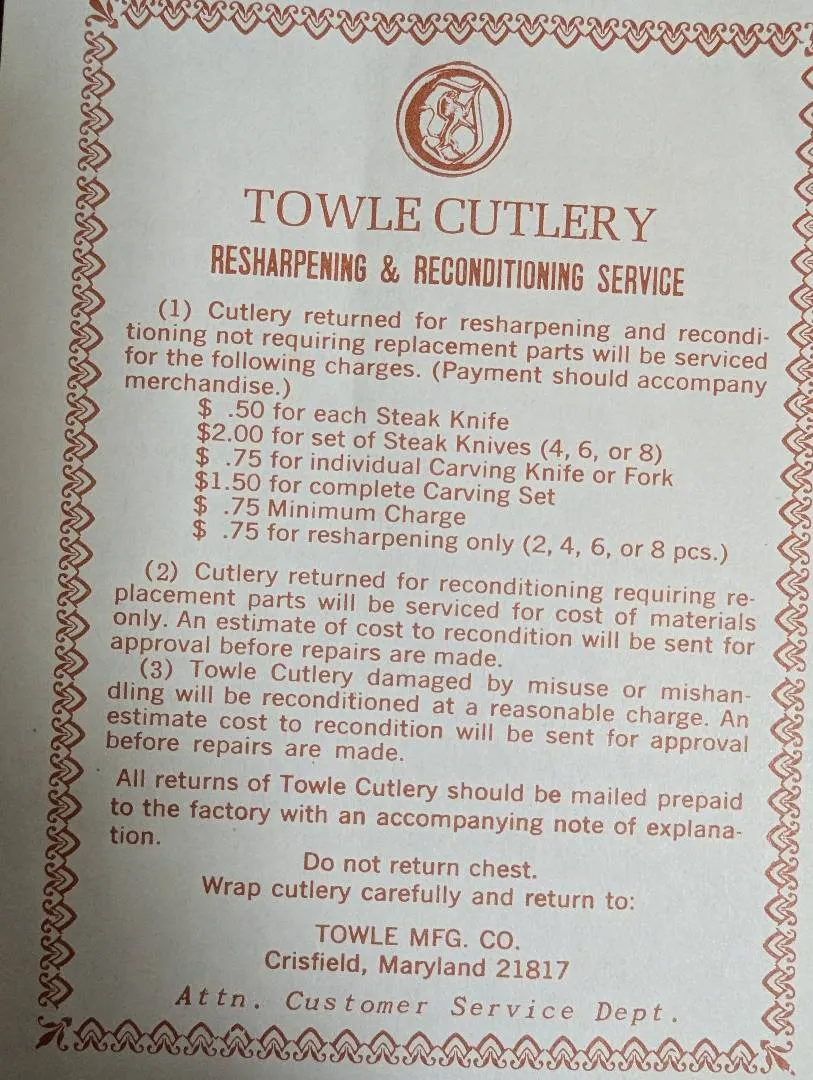 TOWLE CUTLERY
RESHARPENING & RECONDITIONING SERVICE
(1) Cutlery returned for resharpening and recondi-
tioning not requiring replacement parts will be serviced
for the following charges. (Payment should accompany
merchandise.)
$ .50 for each Steak Knife
$2.00 for set of Steak Knives (4, 6, or 8)
$ .75 for individual Carving Knife or Fork
$1.50 for complete Carving Set
$ .75 Minimum Charge
$ .75 for resharpening only (2, 4, 6, or 8 pcs.)
(2) Cutlery returned for reconditioning requiring re-
placement parts will be serviced for cost of materials
only. An estimate of cost to recondition will be sent for
approval before repairs are made.
(3) Towle Cutlery damaged by misuse or mishan-
dling will be reconditioned at a reasonable charge. An
estimate cost to recondition will be sent for approval
before repairs are made.
All returns of Towle Cutlery should be mailed prepaid
to the factory with an accompanying note of explana-
tion.
Do not return chest.
Wrap cutlery carefully and return to:
TOWLE MFG. CO.
Crisfield, Maryland 21817
Attn. Customer Service Dept.